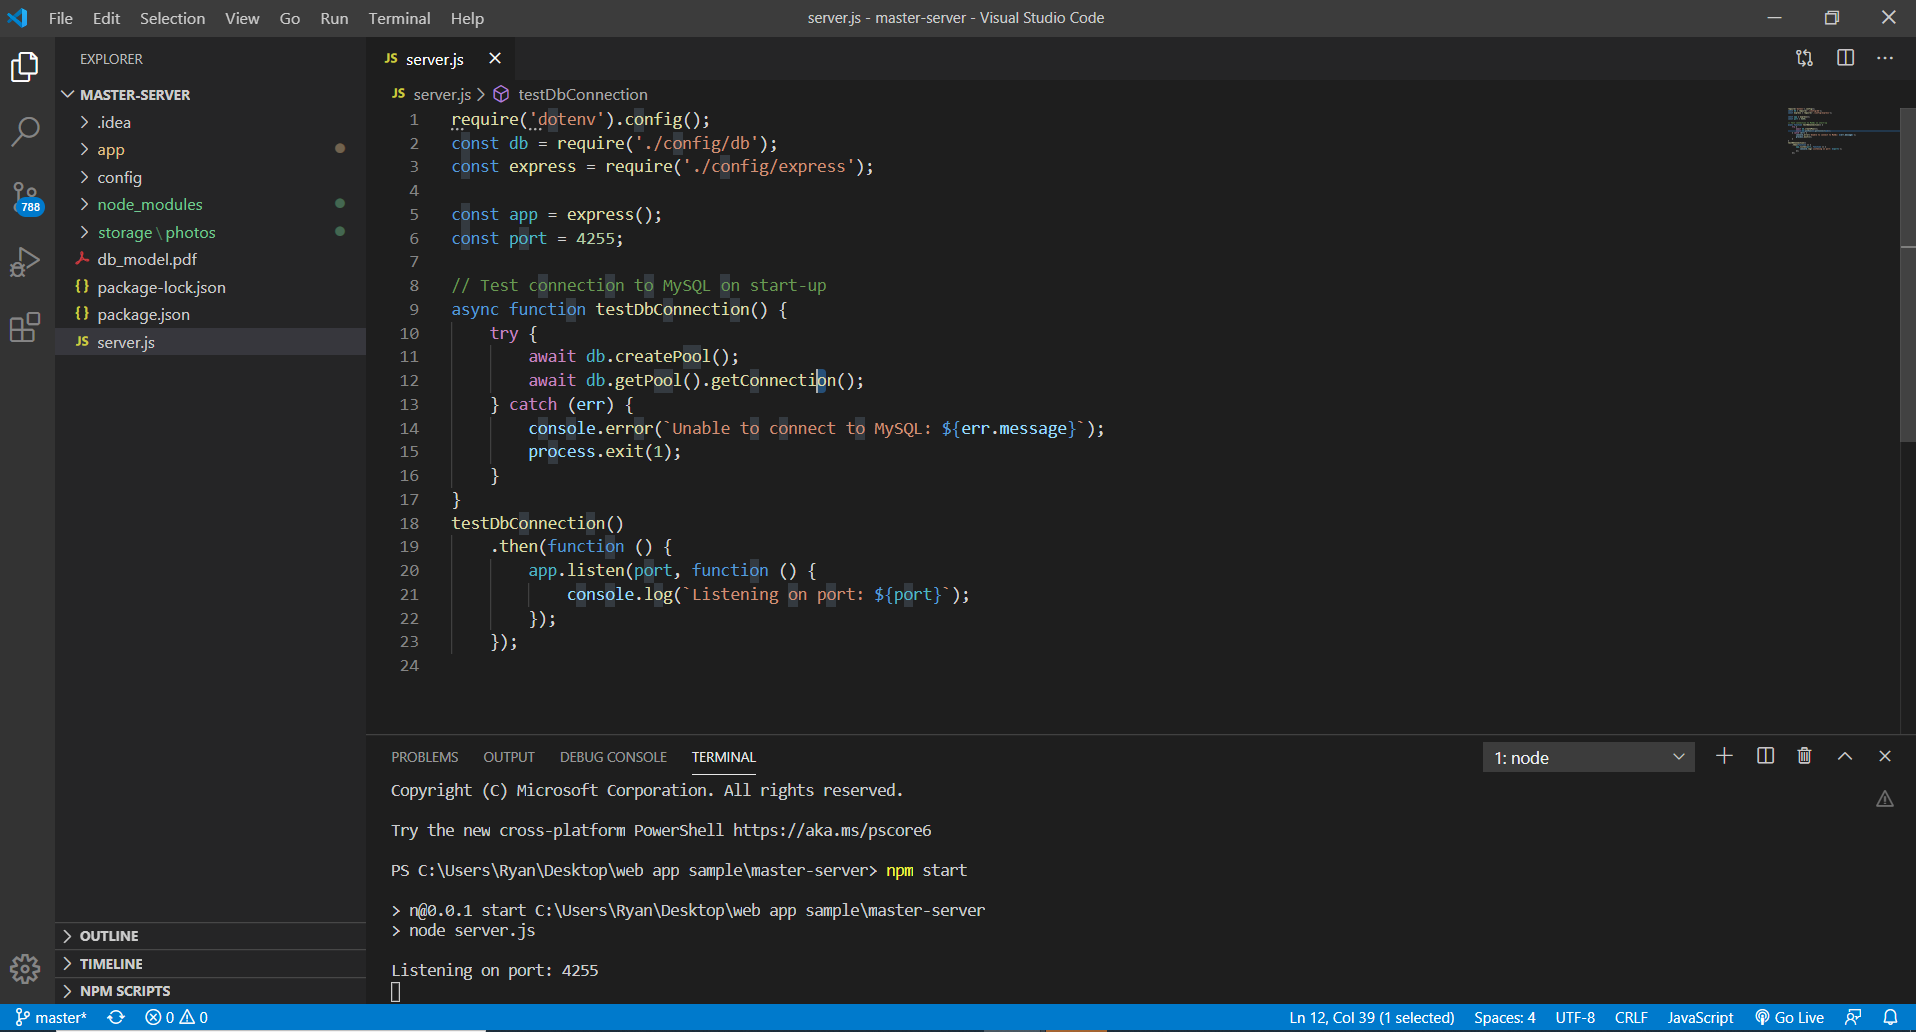 File Edit Selection View Go Run Terminal Help
server.js - master-server - Visual Studio Code
EXPLORER
MASTER-SERVER
.idea
app
config
node_modules
storage \ photos
db_model.pdf
{} package-lock.json
{} package.json
JS server.js
OUTLINE
TIMELINE
NPM SCRIPTS
788
JS server.js
JS server.js > testDbConnection
1 require('dotenv').config();
2 const db = require('./config/db');
3 const express = require('./config/express');
4
5 const app = express();
6 const port = 4255;
7
8 // Test connection to MySQL on start-up
9 async function testDbConnection() {
10     try {
11         await db.createPool();
12         await db.getPool().getConnection();
13     } catch (err) {
14         console.error(`Unable to connect to MySQL: ${err.message}`);
15         process.exit(1);
16     }
17 }
18 testDbConnection()
19     .then(function () {
20         app.listen(port, function () {
21             console.log(`Listening on port: ${port}`);
22         });
23     });
24
PROBLEMS OUTPUT DEBUG CONSOLE TERMINAL
1: node
Copyright (C) Microsoft Corporation. All rights reserved.
Try the new cross-platform PowerShell https://aka.ms/pscore6
PS C:\Users\Ryan\Desktop\web app sample\master-server> npm start
> n@0.0.1 start C:\Users\Ryan\Desktop\web app sample\master-server
> node server.js
Listening on port: 4255
master* 0 0
Ln 12, Col 39 (1 selected) Spaces: 4 UTF-8 CRLF JavaScript Go Live